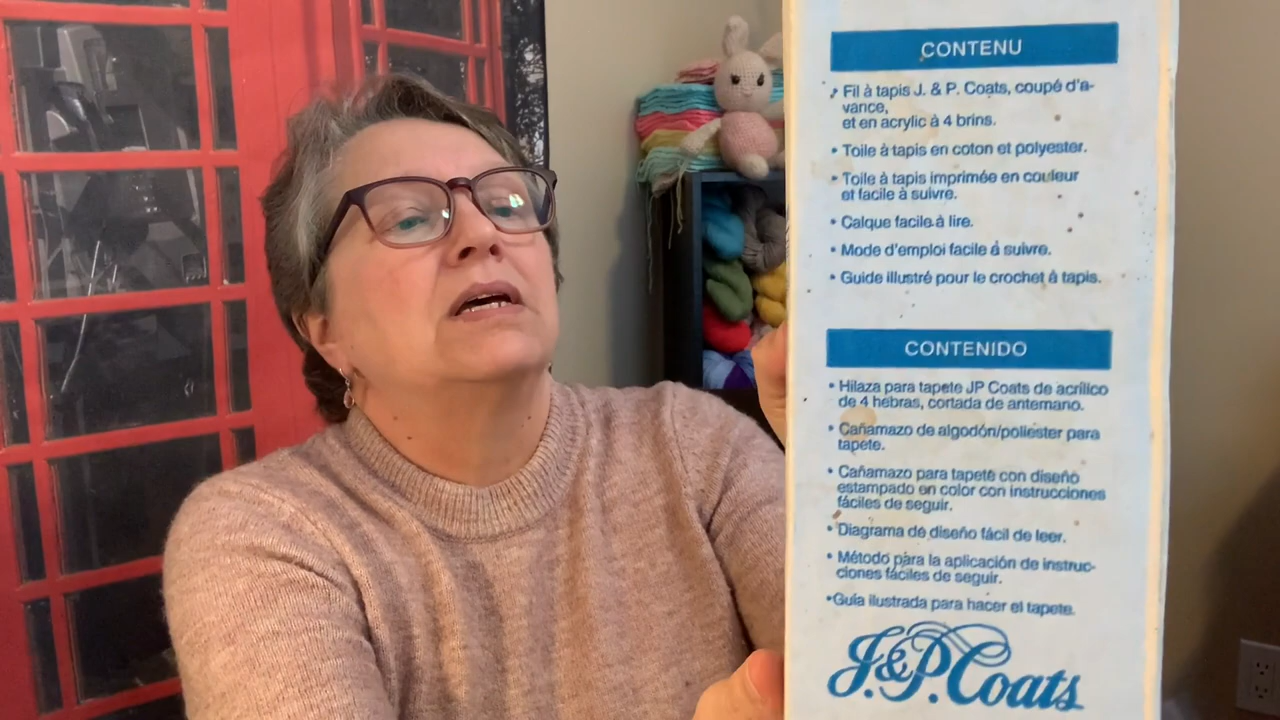 CONTENU
• Fil à tapis J. & P. Coats, coupé d'a-
vance,
et en acrylic à 4 brins.
• Toile à tapis en coton et polyester.
• Toile à tapis imprimée en couleur
et facile à suivre.
• Calque facile à lire.
• Mode d'emploi facile à suivre.
• Guide illustré pour le crochet à tapis.
CONTENIDO
• Hilaza para tapete JP Coats de acrílico
de 4 hebras, cortada de antemano.
• Cañamazo de algodón/poliester para
tapete.
• Cañamazo para tapete con diseño
estampado en color con instrucciones
fáciles de seguir.
• Diagrama de diseño fácil de leer.
• Método para la aplicación de instruc-
ciones fáciles de seguir.
•Guía ilustrada para hacer el tapete.
J.&P. Coats